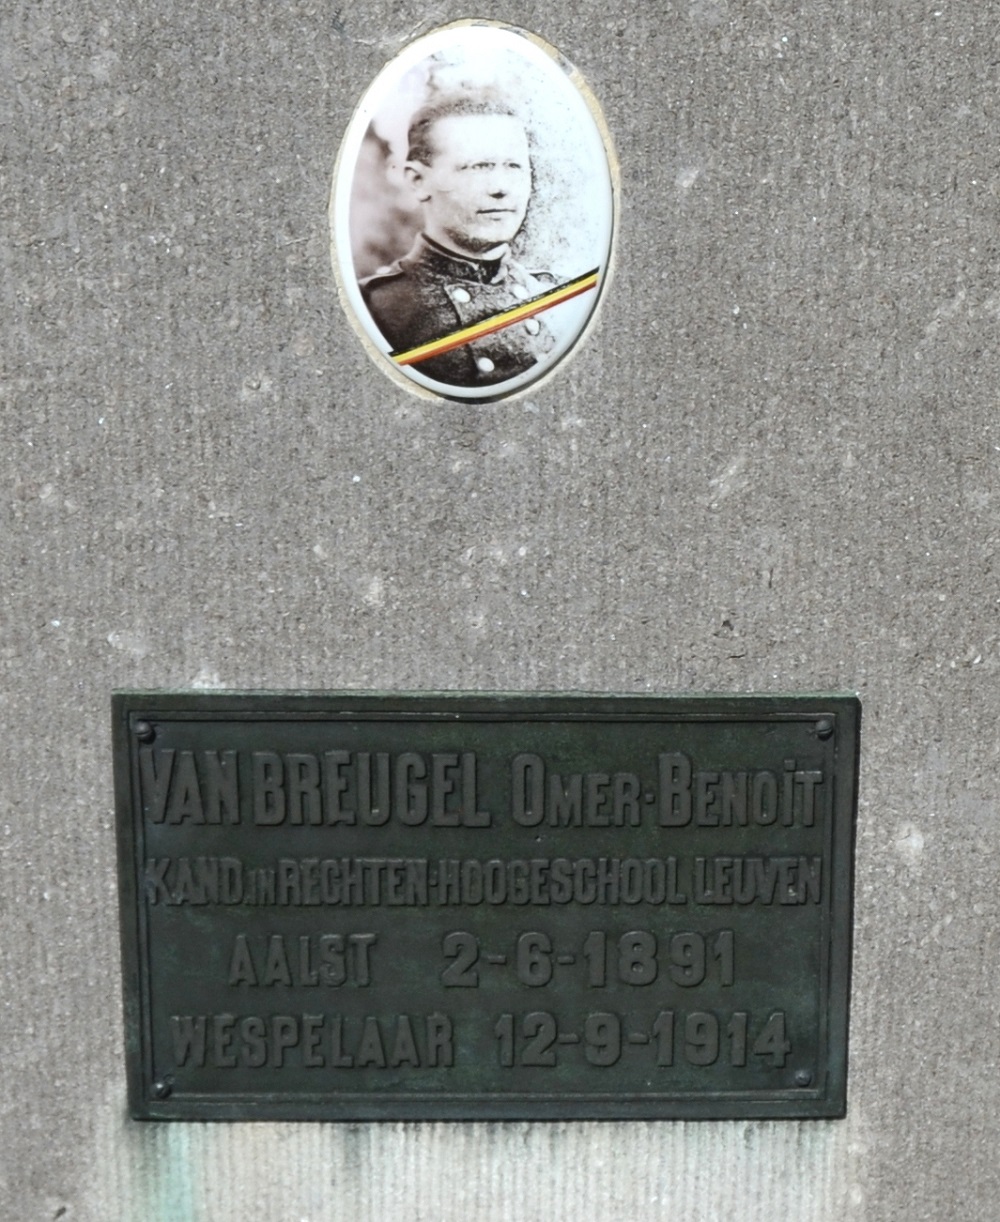 VAN BREUGEL OMER-BENOIT
KAND. IN RECHTEN-HOOGESCHOOL LEUVEN
AALST 2-6-1891
WESPELAAR 12-9-1914